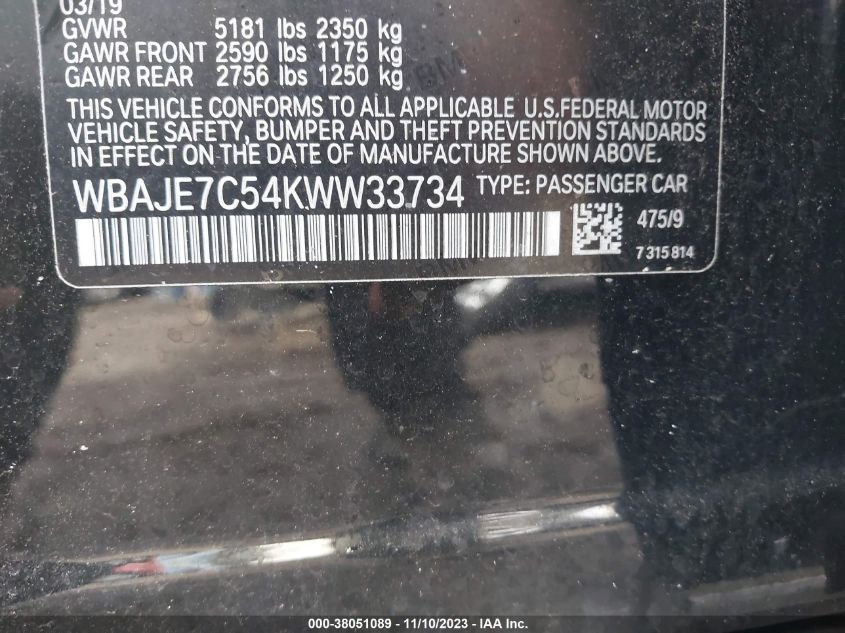 03/19
GVWR 5181 lbs 2350 kg
GAWR FRONT 2590 lbs 1175 kg
GAWR REAR 2756 lbs 1250 kg
THIS VEHICLE CONFORMS TO ALL APPLICABLE U.S.FEDERAL MOTOR
VEHICLE SAFETY, BUMPER AND THEFT PREVENTION STANDARDS
IN EFFECT ON THE DATE OF MANUFACTURE SHOWN ABOVE.
WBAJE7C54KWW33734 TYPE: PASSENGER CAR
475/9
7 315 814
000-38051089 - 11/10/2023 - IAA Inc.